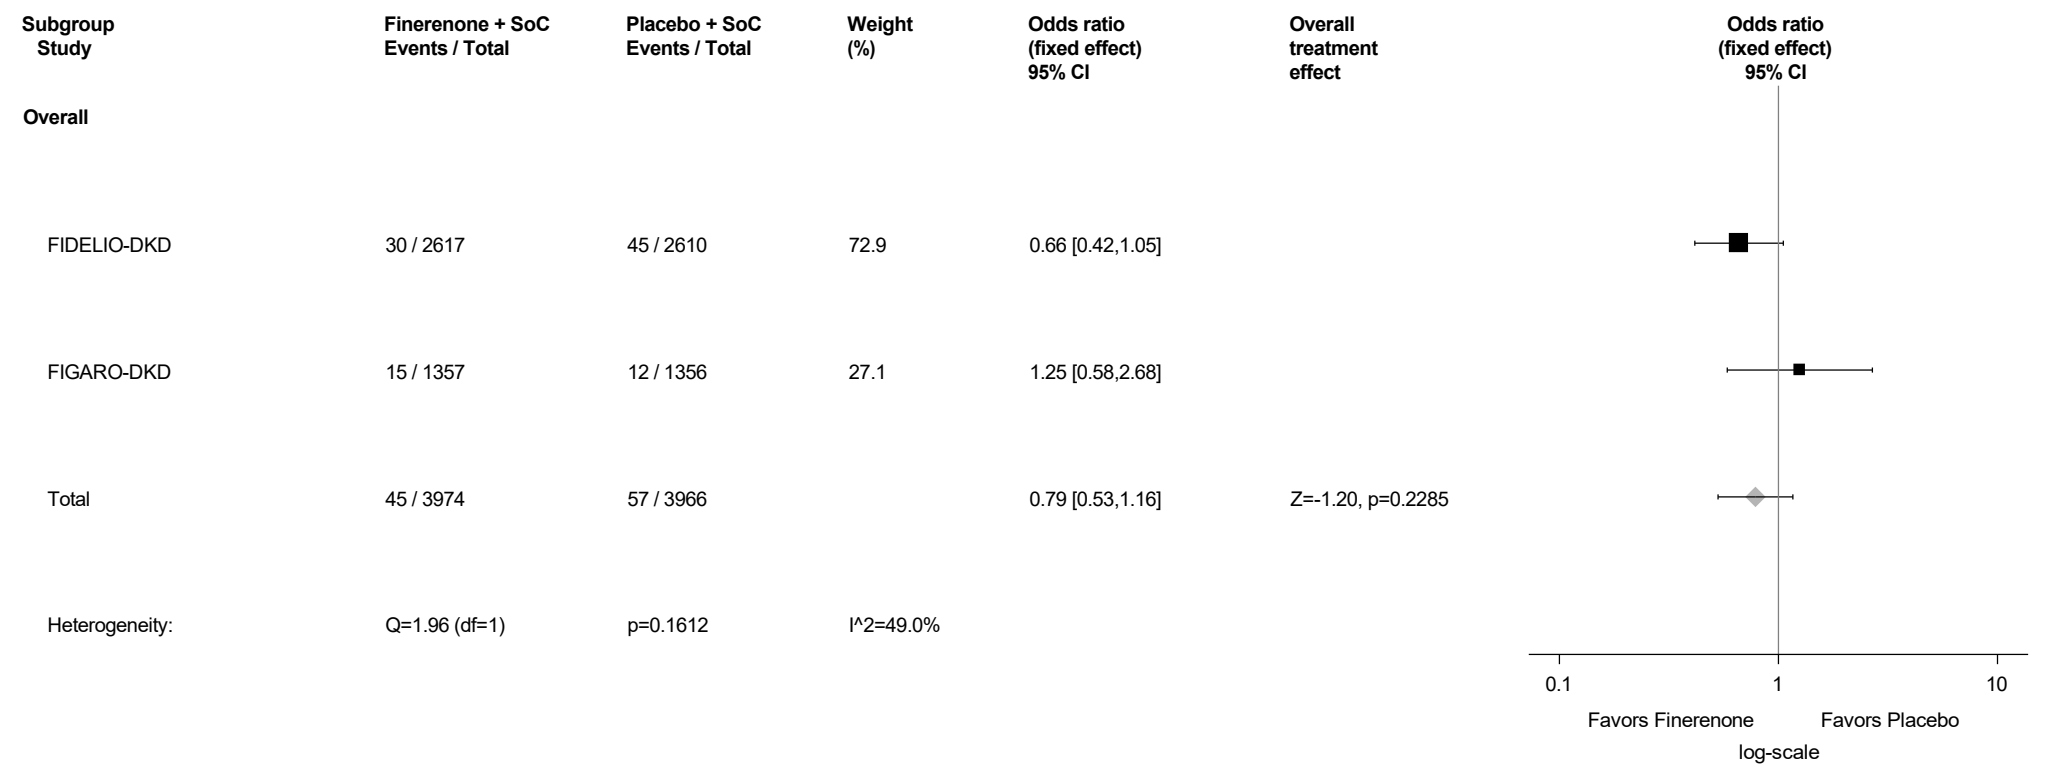 Subgroup Finerenone + SoC Placebo + SoC Weight Odds ratio Overall Odds ratio
Study Events / Total Events / Total (%) (fixed effect) treatment (fixed effect)
95% CI effect 95% CI
Overall
FIDELIO-DKD 30 / 2617 45 / 2610 72.9 0.66 [0.42,1.05]
FIGARO-DKD 15 / 1357 12 / 1356 27.1 1.25 [0.58,2.68]
Total 45 / 3974 57 / 3966 0.79 [0.53,1.16] Z=-1.20, p=0.2285
Heterogeneity: Q=1.96 (df=1) p=0.1612 I^2=49.0%
0.1 1 10
Favors Finerenone Favors Placebo
log-scale